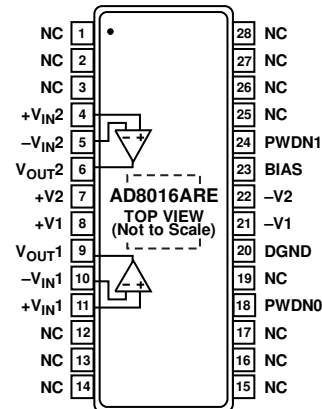 NC 1 28 NC
NC 2 27 NC
NC 3 26 NC
+VIN2 4 25 NC
–VIN2 5 – + 24 PWDN1
VOUT2 6 23 BIAS
+V2 7 AD8016ARE 22 –V2
+V1 8 TOP VIEW 21 –V1
(Not to Scale)
VOUT1 9 20 DGND
–VIN1 10 19 NC
+VIN1 11 – + 18 PWDN0
NC 12 17 NC
NC 13 16 NC
NC 14 15 NC